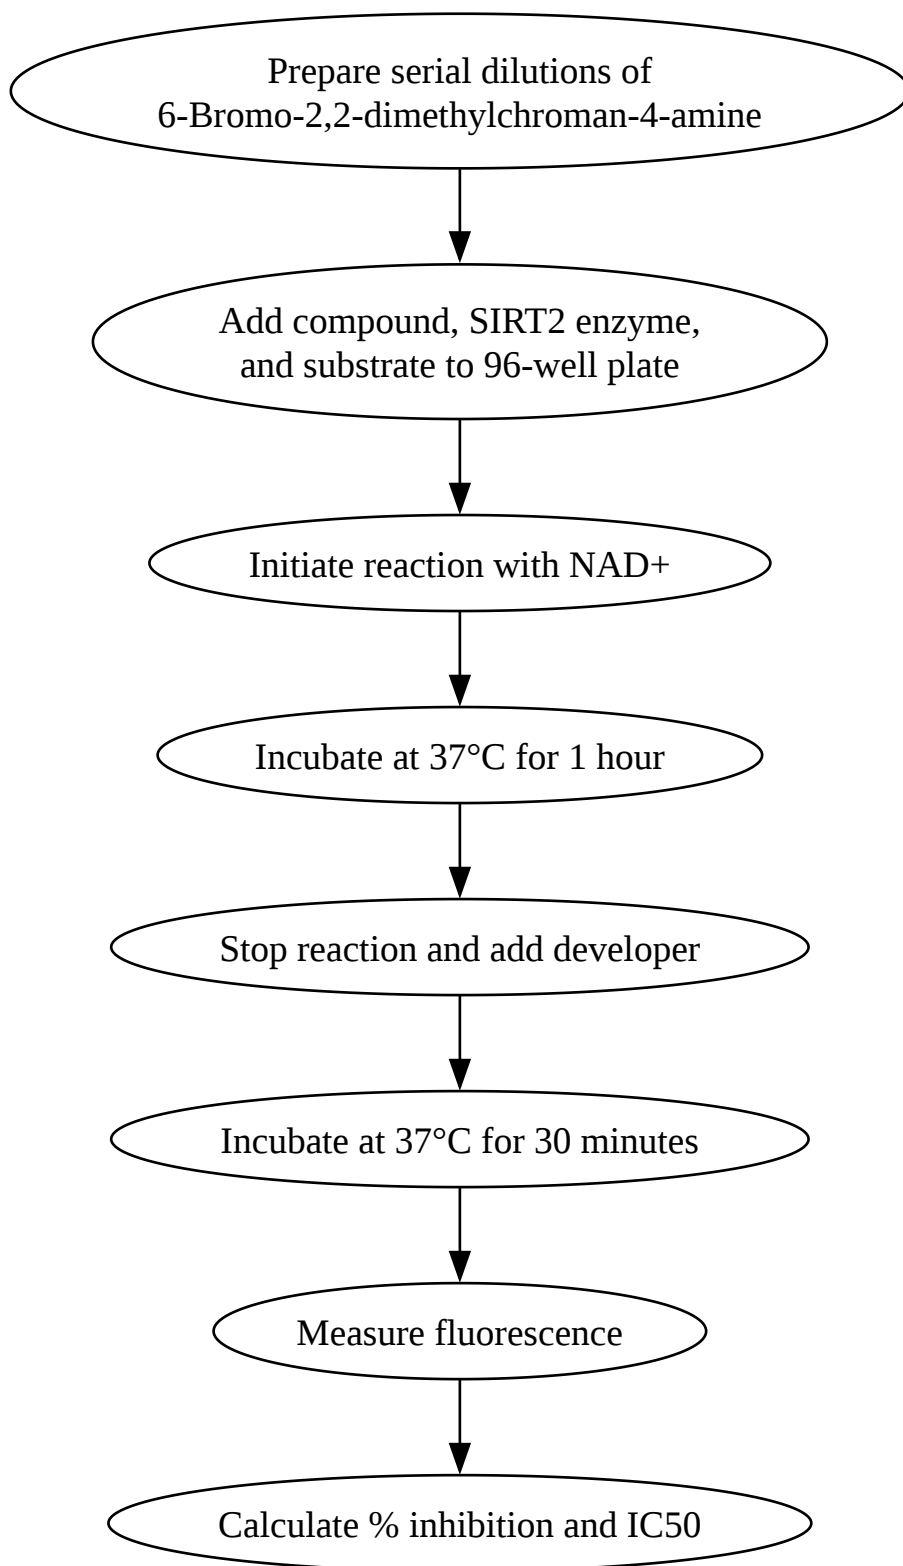 Prepare serial dilutions of
6-Bromo-2,2-dimethylchroman-4-amine
Add compound, SIRT2 enzyme,
and substrate to 96-well plate
Initiate reaction with NAD+
Incubate at 37°C for 1 hour
Stop reaction and add developer
Incubate at 37°C for 30 minutes
Measure fluorescence
Calculate % inhibition and IC50